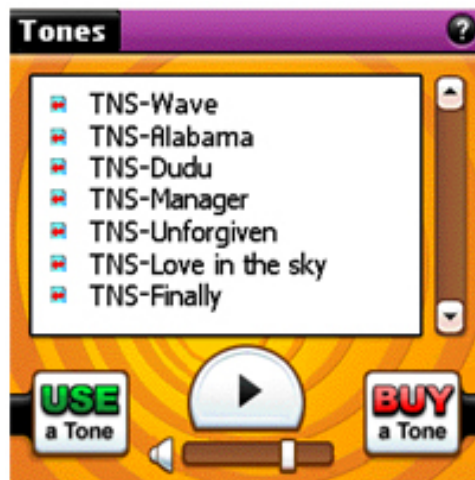 Tones
?
TNS-Wave
TNS-Alabama
TNS-Dudu
TNS-Manager
TNS-Unforgiven
TNS-Love in the sky
TNS-Finally
USE
a Tone
BUY
a Tone